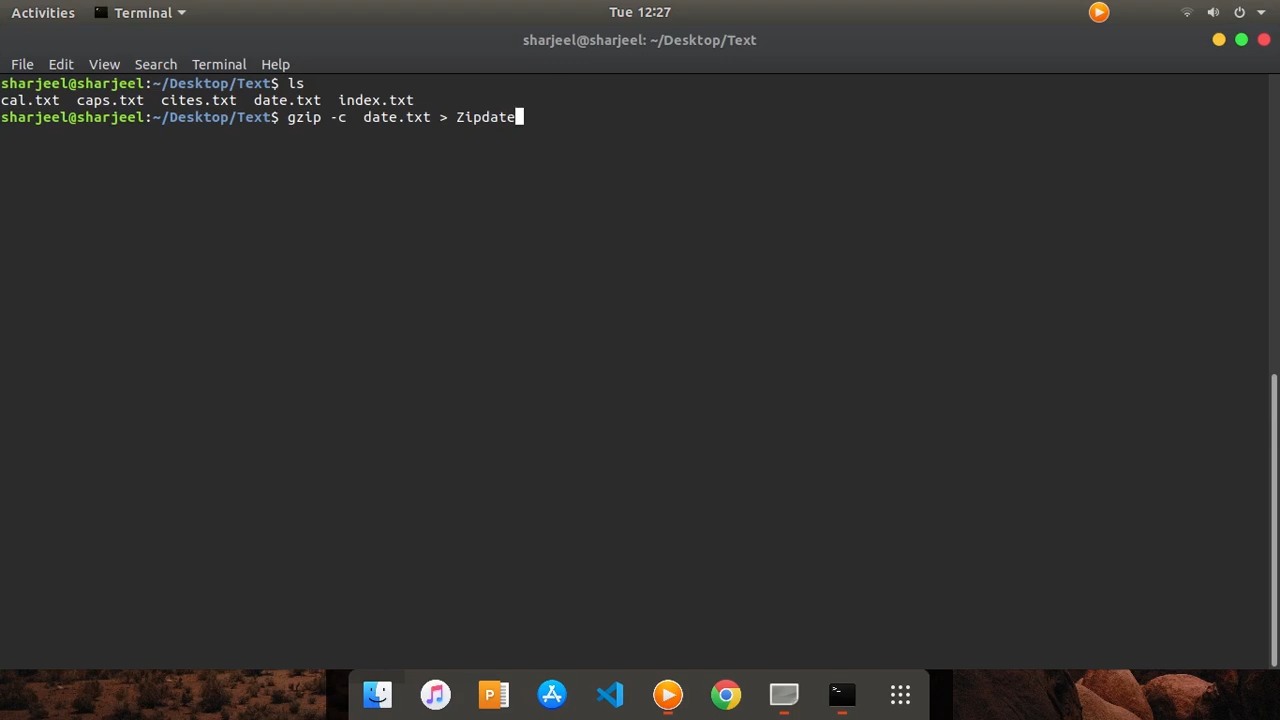 Activities Terminal Tue 12:27
sharjeel@sharjeel: ~/Desktop/Text
File Edit View Search Terminal Help
sharjeel@sharjeel:~/Desktop/Text$ ls
cal.txt  caps.txt  cites.txt  date.txt  index.txt
sharjeel@sharjeel:~/Desktop/Text$ gzip -c  date.txt > Zipdate
P
>_